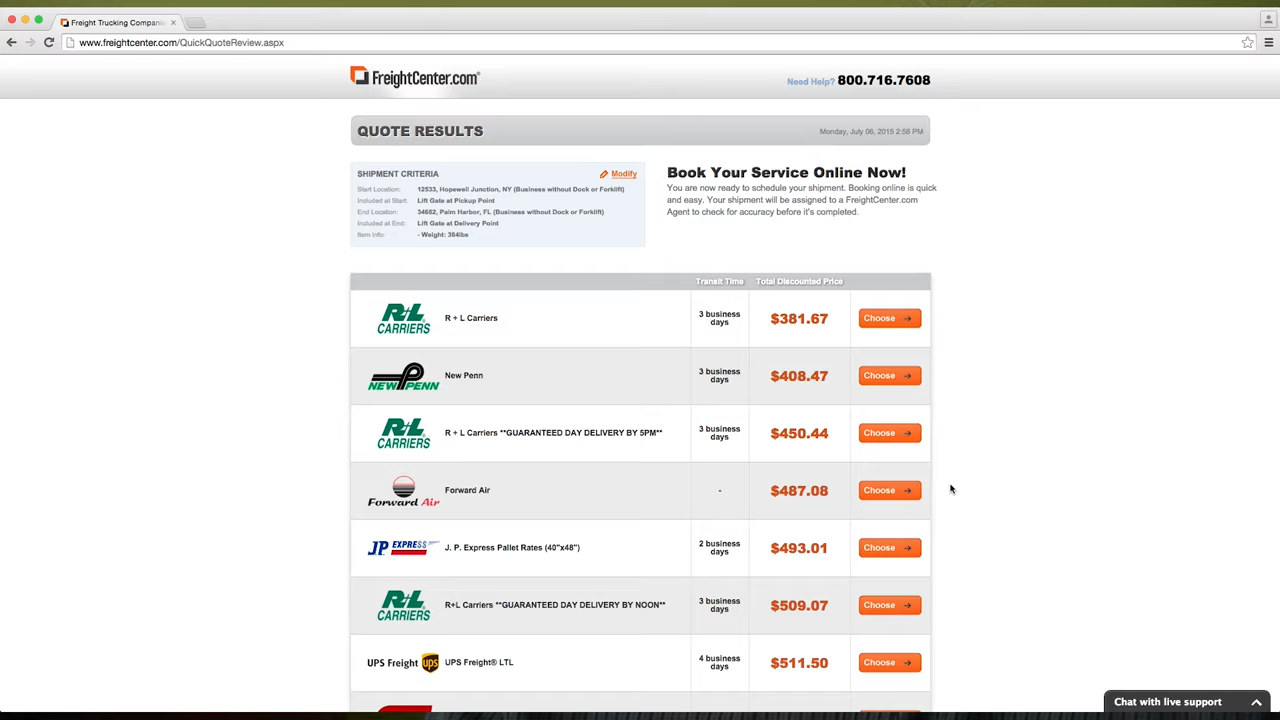 Freight Trucking Companie
www.freightcenter.com/QuickQuoteReview.aspx
FreightCenter.com
Need Help? 800.716.7608
QUOTE RESULTS
Monday, July 06, 2015 2:58 PM
SHIPMENT CRITERIA
Modify
Start Location: 12533, Hopewell Junction, NY (Business without Dock or Forklift)
Included at Start: Lift Gate at Pickup Point
End Location: 34682, Palm Harbor, FL (Business without Dock or Forklift)
Included at End: Lift Gate at Delivery Point
Item info: - Weight: 384lbs
Book Your Service Online Now!
You are now ready to schedule your shipment. Booking online is quick
and easy. Your shipment will be assigned to a FreightCenter.com
Agent to check for accuracy before it's completed.
Transit Time Total Discounted Price
R+L CARRIERS R + L Carriers 3 business days $381.67 Choose
NEW PENN New Penn 3 business days $408.47 Choose
R+L CARRIERS R + L Carriers **GUARANTEED DAY DELIVERY BY 5PM** 3 business days $450.44 Choose
Forward Air Forward Air - $487.08 Choose
JP EXPRESS J. P. Express Pallet Rates (40"x48") 2 business days $493.01 Choose
R+L CARRIERS R+L Carriers **GUARANTEED DAY DELIVERY BY NOON** 3 business days $509.07 Choose
UPS Freight ups UPS Freight® LTL 4 business days $511.50 Choose
Chat with live support